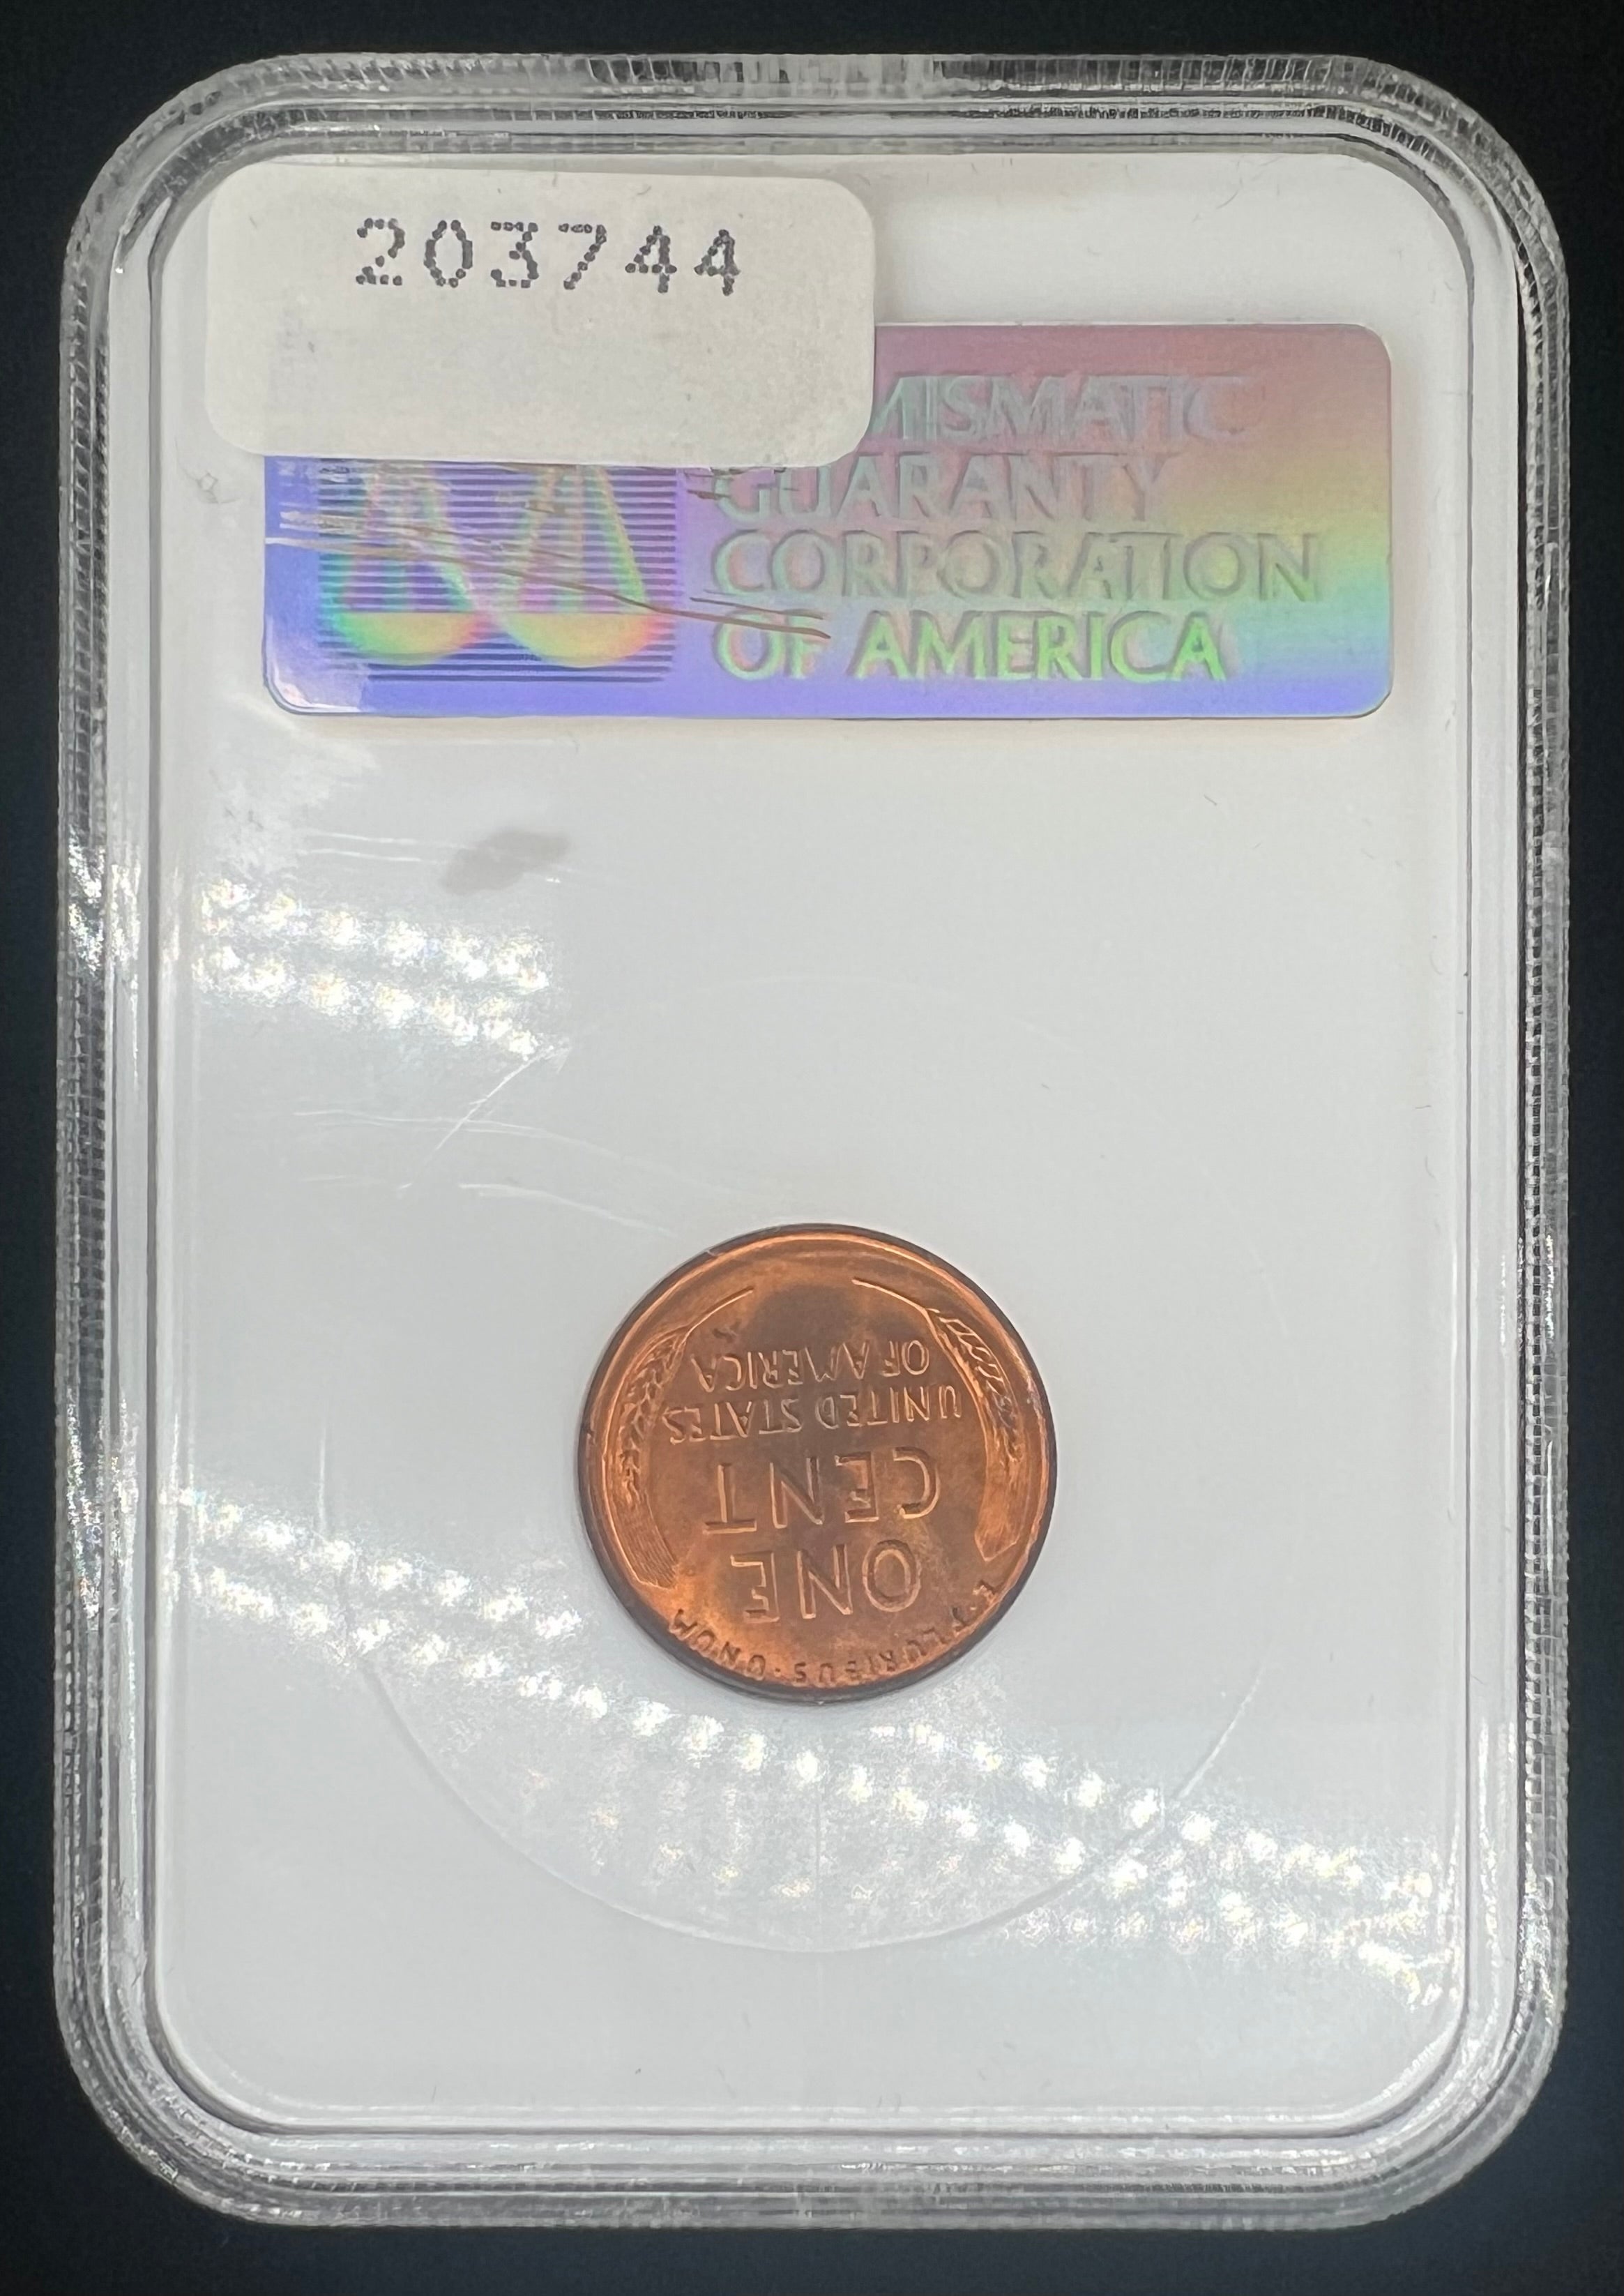 203744
MISMATIC
GUARANTY
CORPORATION
OF AMERICA
E·PLURIBUS·UNUM
ONE
CENT
UNITED STATES
OF AMERICA